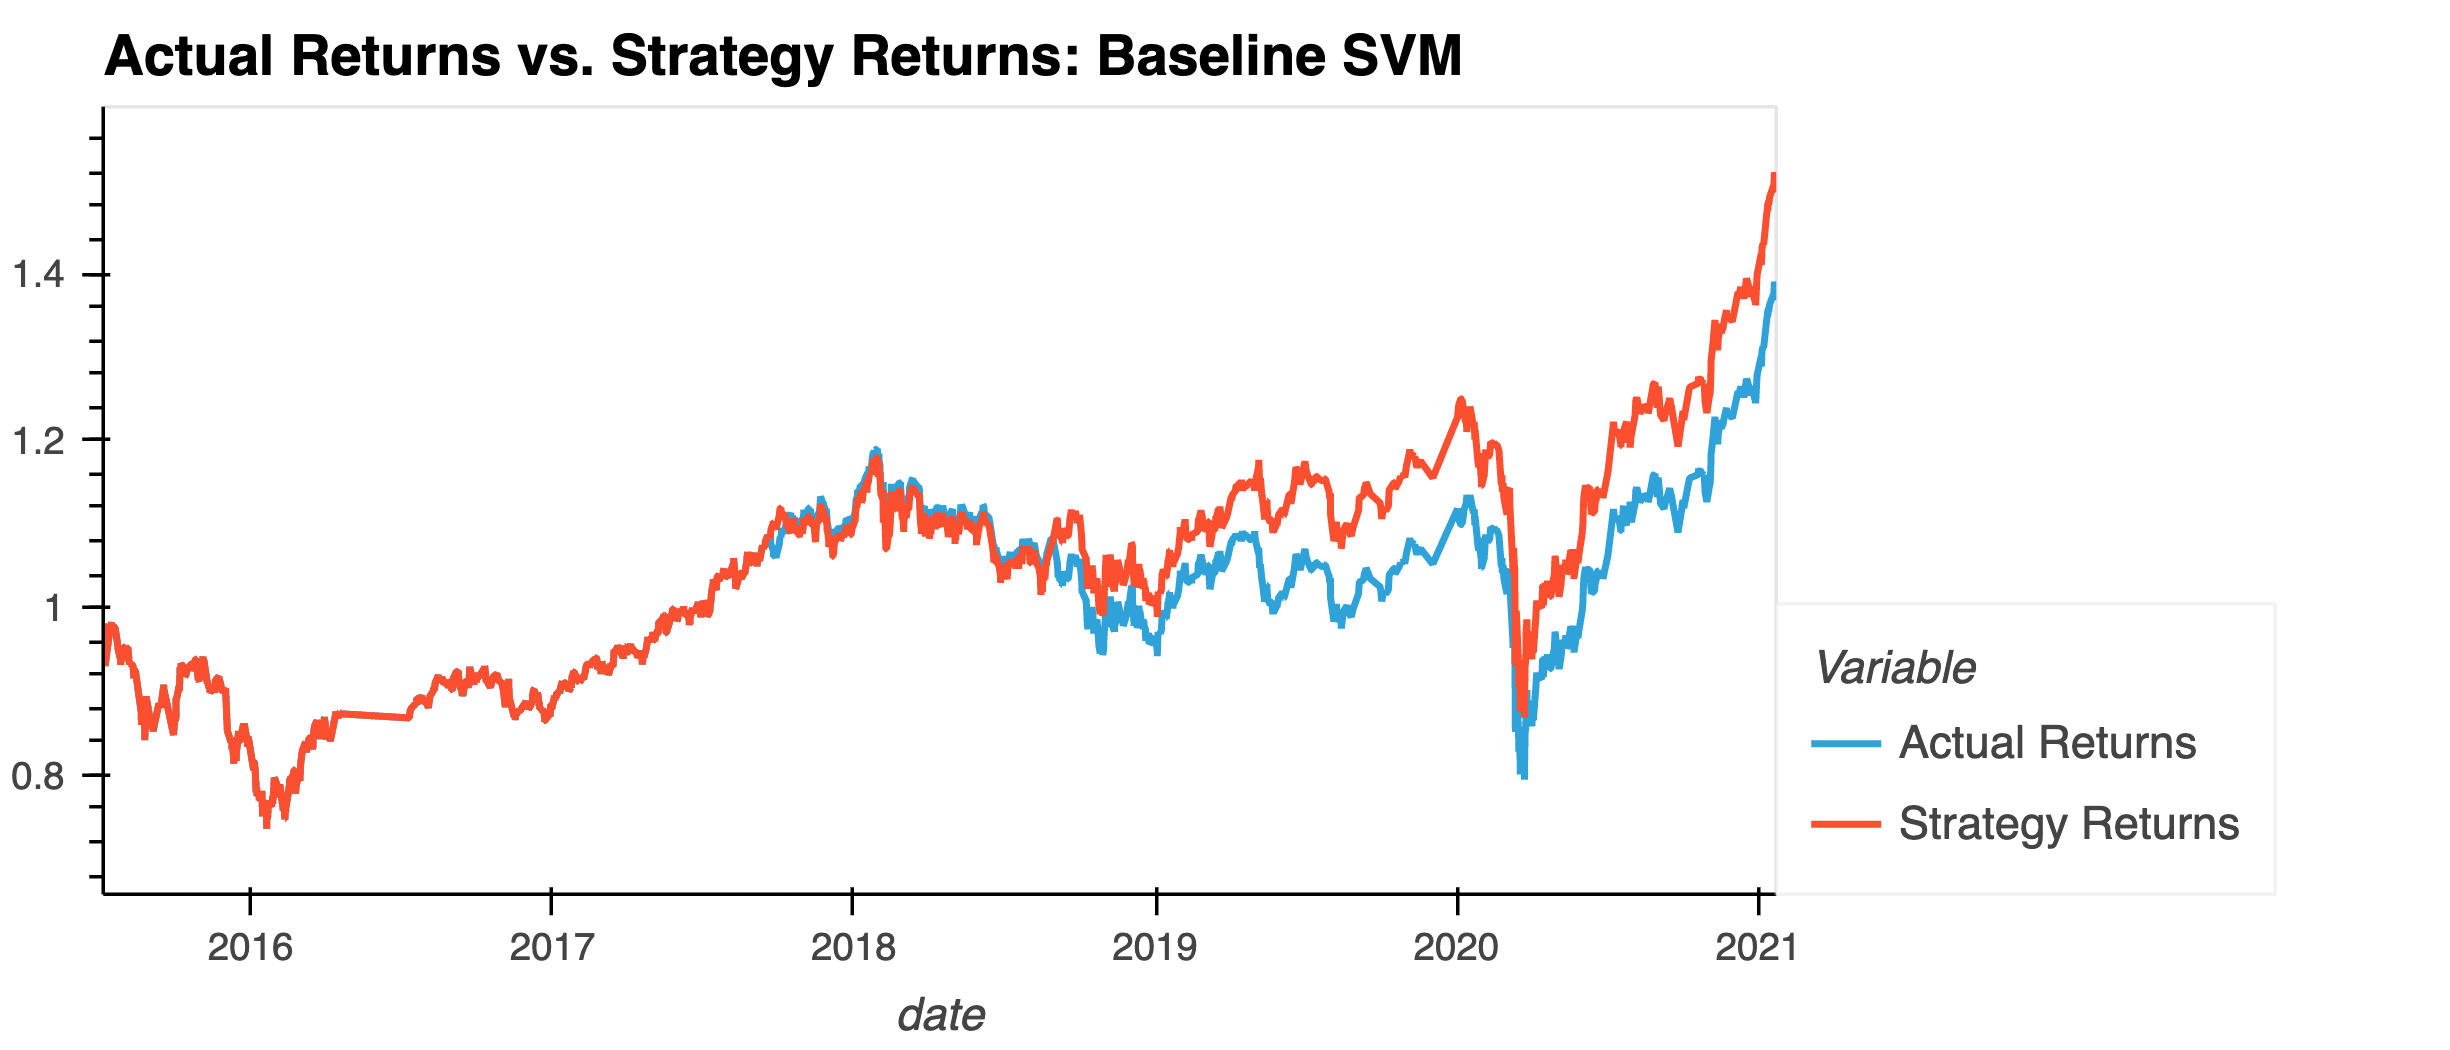 Actual Returns vs. Strategy Returns: Baseline SVM
1.4
1.2
1
0.8
2016 2017 2018 2019 2020 2021
date
Variable
Actual Returns
Strategy Returns